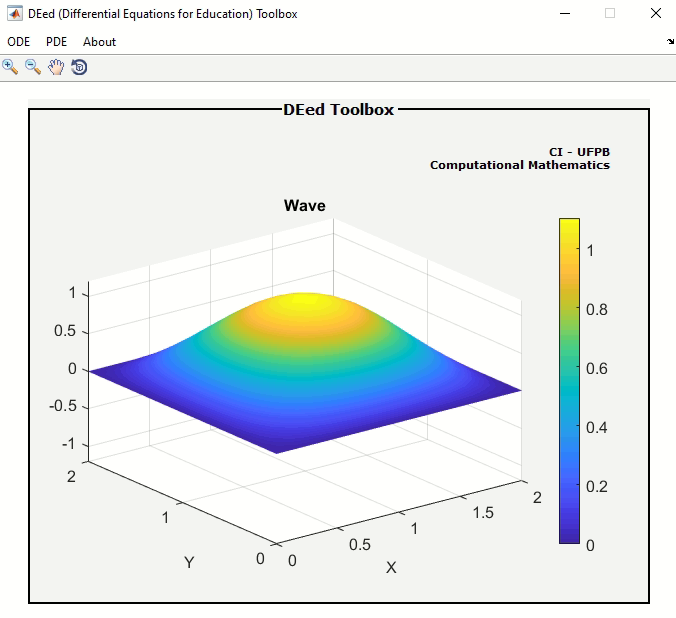 DEed (Differential Equations for Education) Toolbox
ODE PDE About
DEed Toolbox
CI - UFPB
Computational Mathematics
Wave
1
0.5
0
-0.5
-1
2
1
0
Y
0
0.5
1
1.5
2
X
1
0.8
0.6
0.4
0.2
0